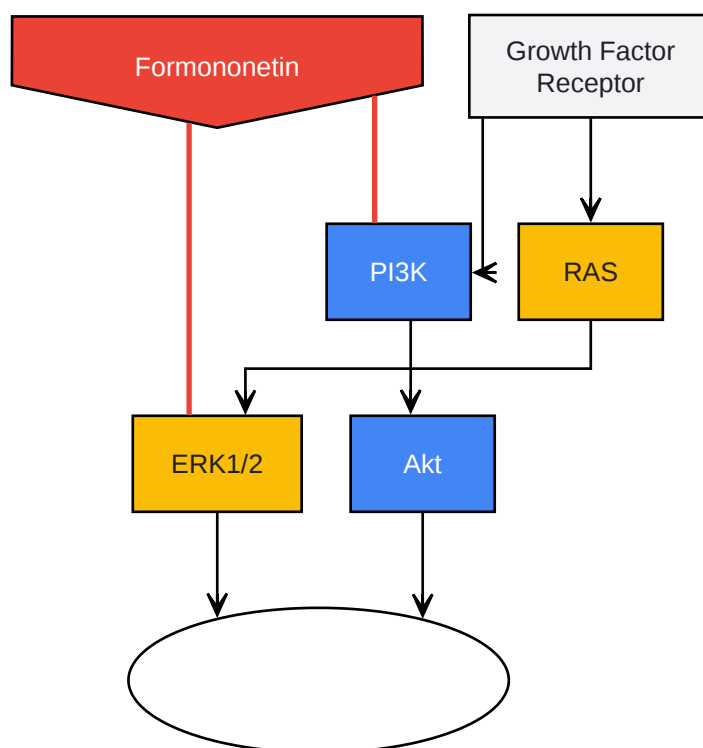 Formononetin
Growth Factor
Receptor
PI3K
RAS
ERK1/2
Akt